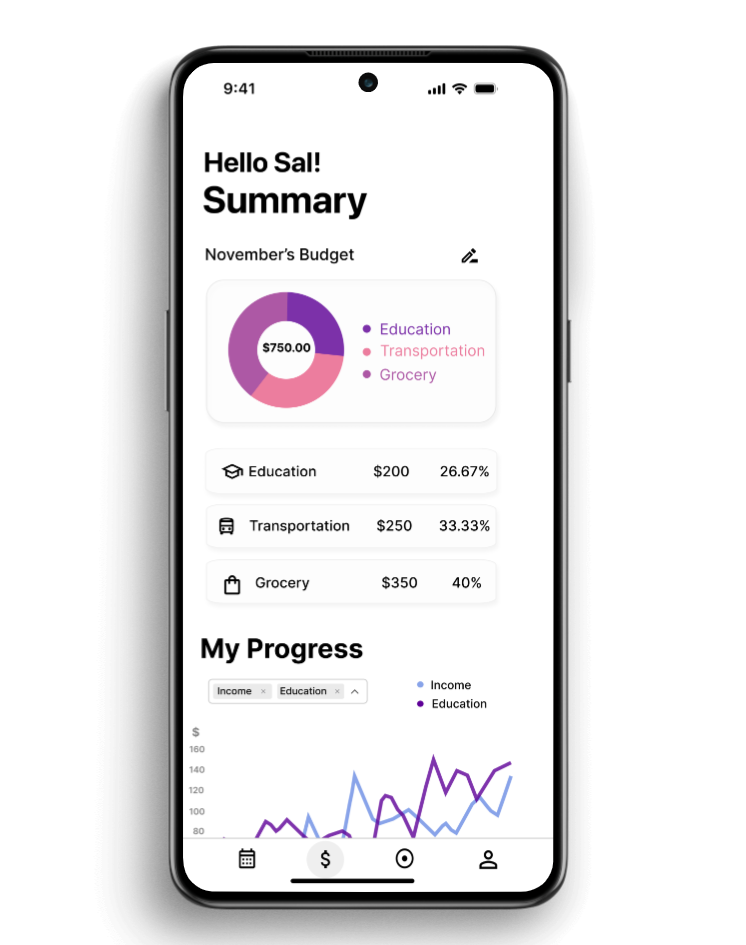 9:41
Hello Sal!
Summary
November's Budget
$750.00
Education
Transportation
Grocery
Education $200 26.67%
Transportation $250 33.33%
Grocery $350 40%
My Progress
Income × Education ×
Income
Education
$
160
140
120
100
80
$